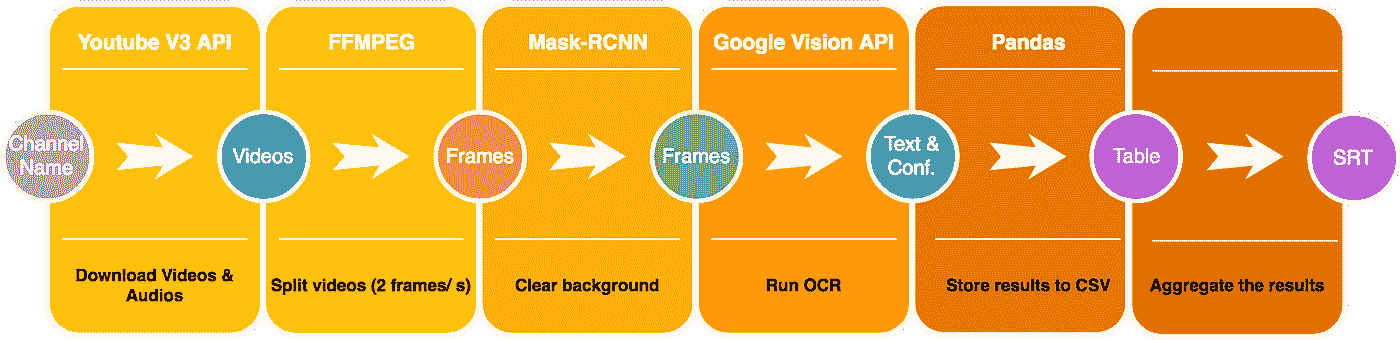 Youtube V3 API
FFMPEG
Mask-RCNN
Google Vision API
Pandas
Channel
Name
Videos
Frames
Frames
Text &
Conf.
Table
SRT
Download Videos &
Audios
Split videos (2 frames/ s)
Clear background
Run OCR
Store results to CSV
Aggregate the results